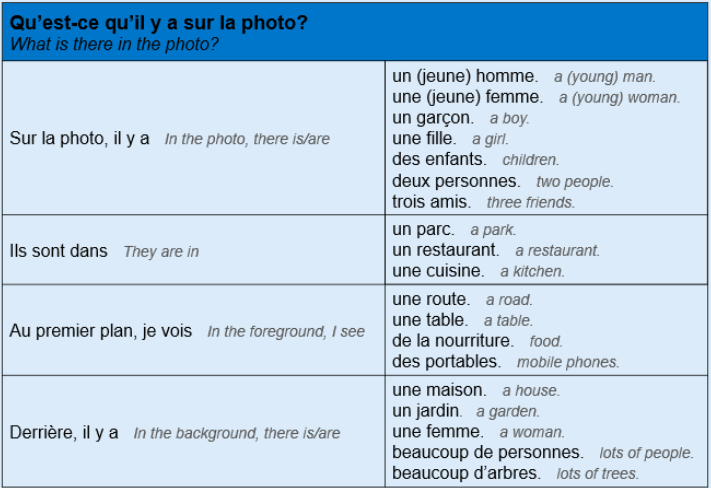 Qu'est-ce qu'il y a sur la photo?
What is there in the photo?
Sur la photo, il y a In the photo, there is/are
un (jeune) homme. a (young) man.
une (jeune) femme. a (young) woman.
un garçon. a boy.
une fille. a girl.
des enfants. children.
deux personnes. two people.
trois amis. three friends.
Ils sont dans They are in
un parc. a park.
un restaurant. a restaurant.
une cuisine. a kitchen.
Au premier plan, je vois In the foreground, I see
une route. a road.
une table. a table.
de la nourriture. food.
des portables. mobile phones.
Derrière, il y a In the background, there is/are
une maison. a house.
un jardin. a garden.
une femme. a woman.
beaucoup de personnes. lots of people.
beaucoup d'arbres. lots of trees.